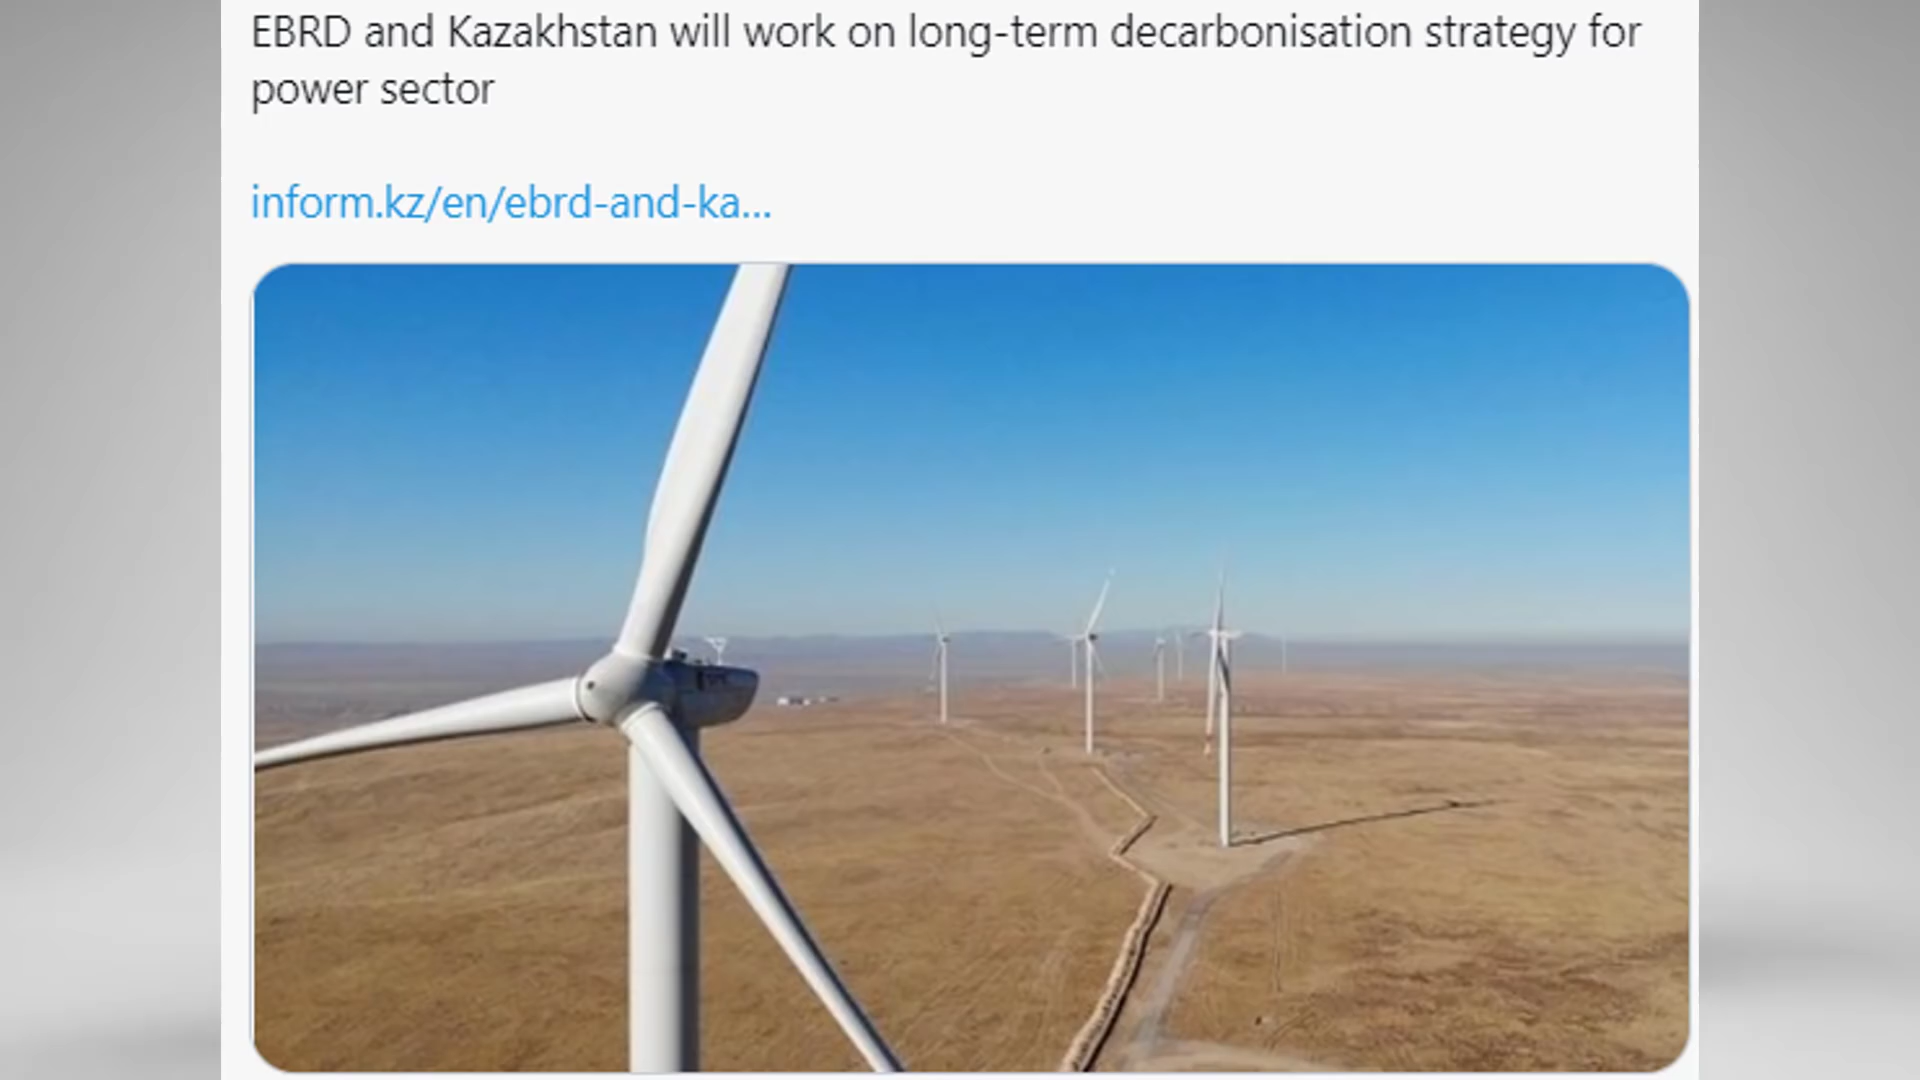 EBRD and Kazakhstan will work on long-term decarbonisation strategy for
power sector
inform.kz/en/ebrd-and-ka...